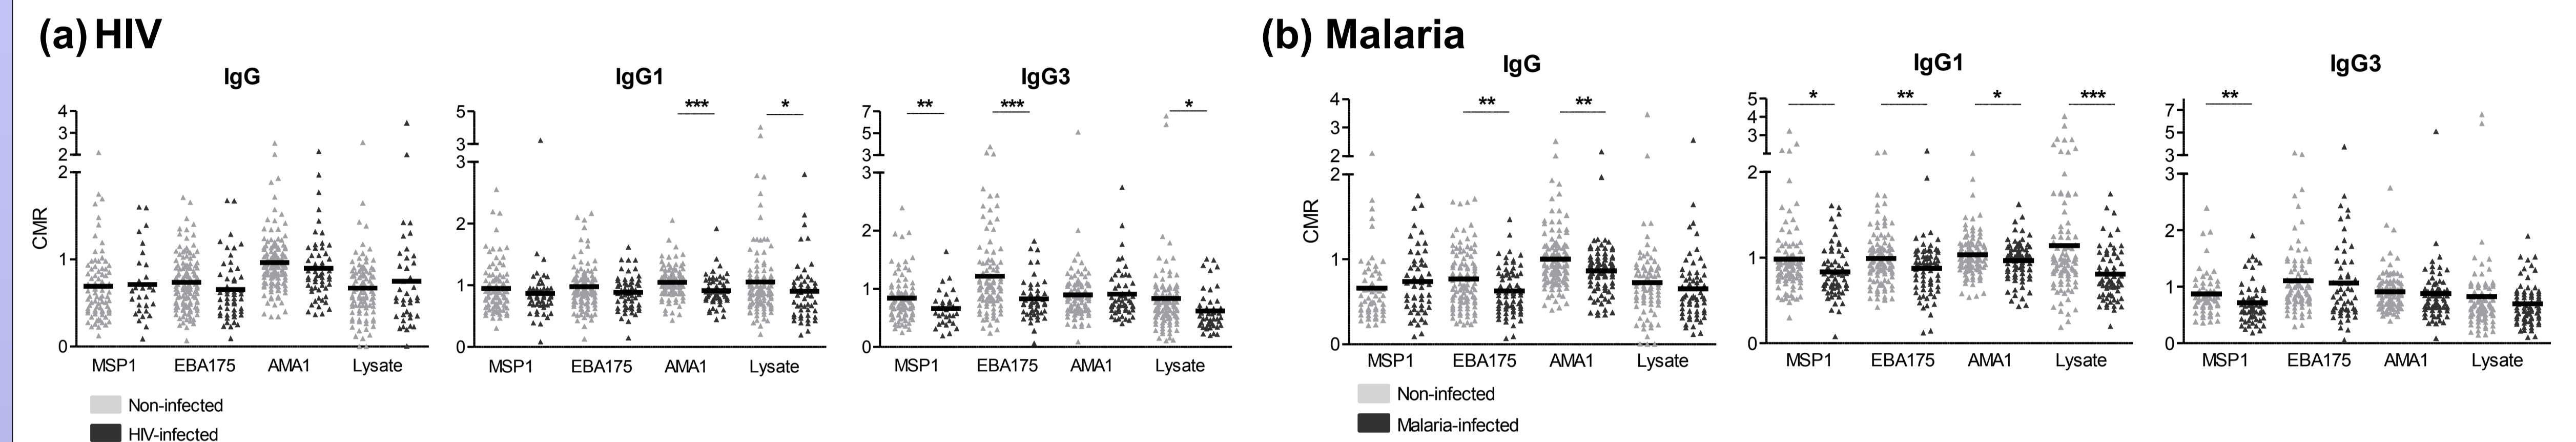 (a) HIV
IgG
4
3
2
2
1
0
CMR
MSP1 EBA175 AMA1 Lysate
IgG1
*** *
5
3
3
2
1
0
MSP1 EBA175 AMA1 Lysate
IgG3
** *** *
7
5
3
3
2
1
0
MSP1 EBA175 AMA1 Lysate
Non-infected
HIV-infected
(b) Malaria
IgG
** **
4
3
2
2
1
0
CMR
MSP1 EBA175 AMA1 Lysate
IgG1
* ** * ***
5
4
3
2
1
0
MSP1 EBA175 AMA1 Lysate
IgG3
**
7
5
3
3
2
1
0
MSP1 EBA175 AMA1 Lysate
Non-infected
Malaria-infected